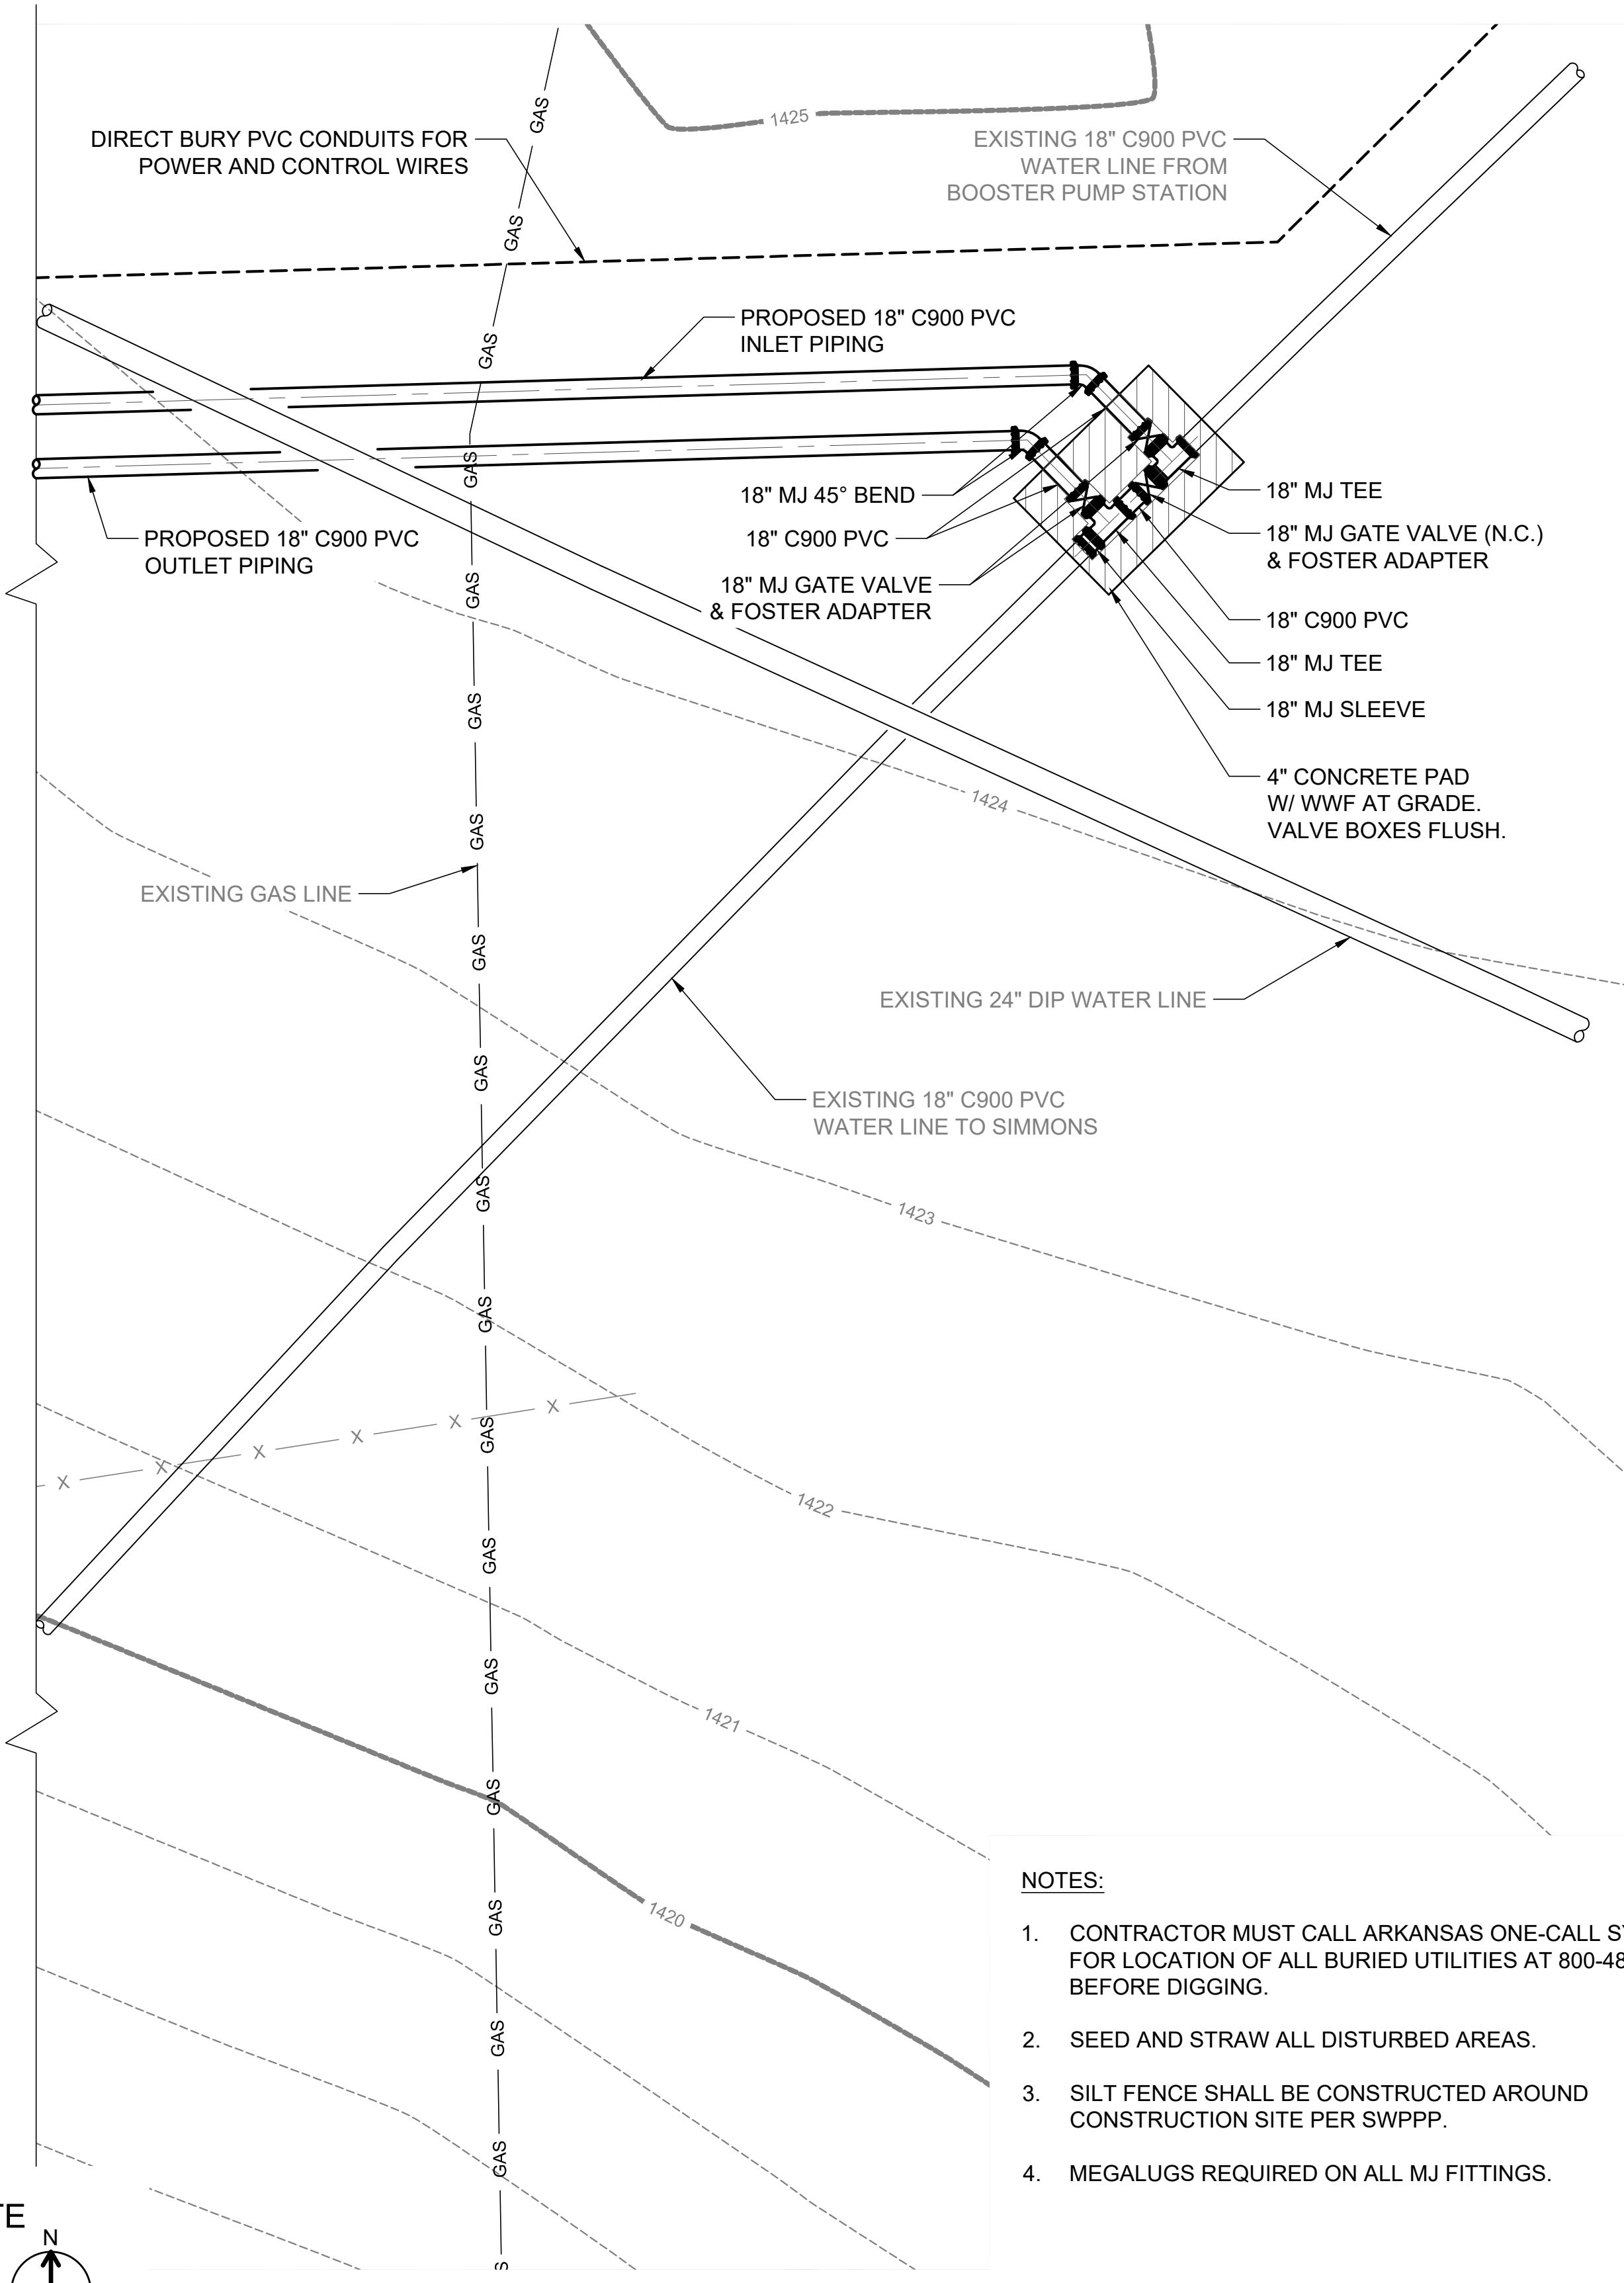 1425
DIRECT BURY PVC CONDUITS FOR
POWER AND CONTROL WIRES
EXISTING 18" C900 PVC
WATER LINE FROM
BOOSTER PUMP STATION
GAS
GAS
GAS
PROPOSED 18" C900 PVC
INLET PIPING
GAS
18" MJ 45° BEND
18" C900 PVC
18" MJ GATE VALVE
& FOSTER ADAPTER
18" MJ TEE
18" MJ GATE VALVE (N.C.)
& FOSTER ADAPTER
18" C900 PVC
18" MJ TEE
18" MJ SLEEVE
4" CONCRETE PAD
W/ WWF AT GRADE.
VALVE BOXES FLUSH.
PROPOSED 18" C900 PVC
OUTLET PIPING
GAS
GAS
1424
GAS
EXISTING GAS LINE
GAS
EXISTING 24" DIP WATER LINE
GAS
EXISTING 18" C900 PVC
WATER LINE TO SIMMONS
GAS
1423
GAS
X X X X X X
GAS
1422
GAS
GAS
1421
GAS
1420
GAS
GAS
GAS
S
NOTES:
1. CONTRACTOR MUST CALL ARKANSAS ONE-CALL
FOR LOCATION OF ALL BURIED UTILITIES AT 800-48
BEFORE DIGGING.
2. SEED AND STRAW ALL DISTURBED AREAS.
3. SILT FENCE SHALL BE CONSTRUCTED AROUND
CONSTRUCTION SITE PER SWPPP.
4. MEGALUGS REQUIRED ON ALL MJ FITTINGS.
N